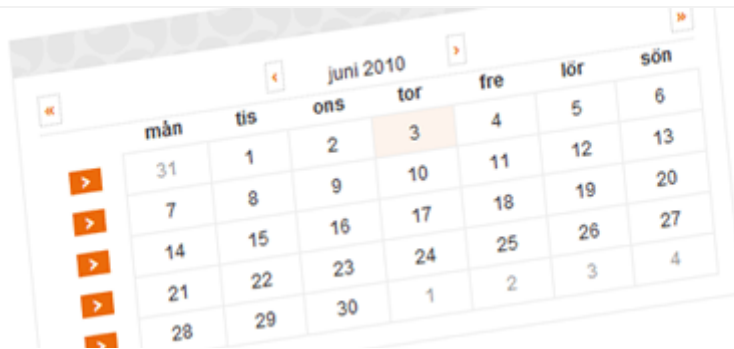 « ‹ juni 2010 › »
mån tis ons tor fre lör sön
> 31 1 2 3 4 5 6
> 7 8 9 10 11 12 13
> 14 15 16 17 18 19 20
> 21 22 23 24 25 26 27
> 28 29 30 1 2 3 4